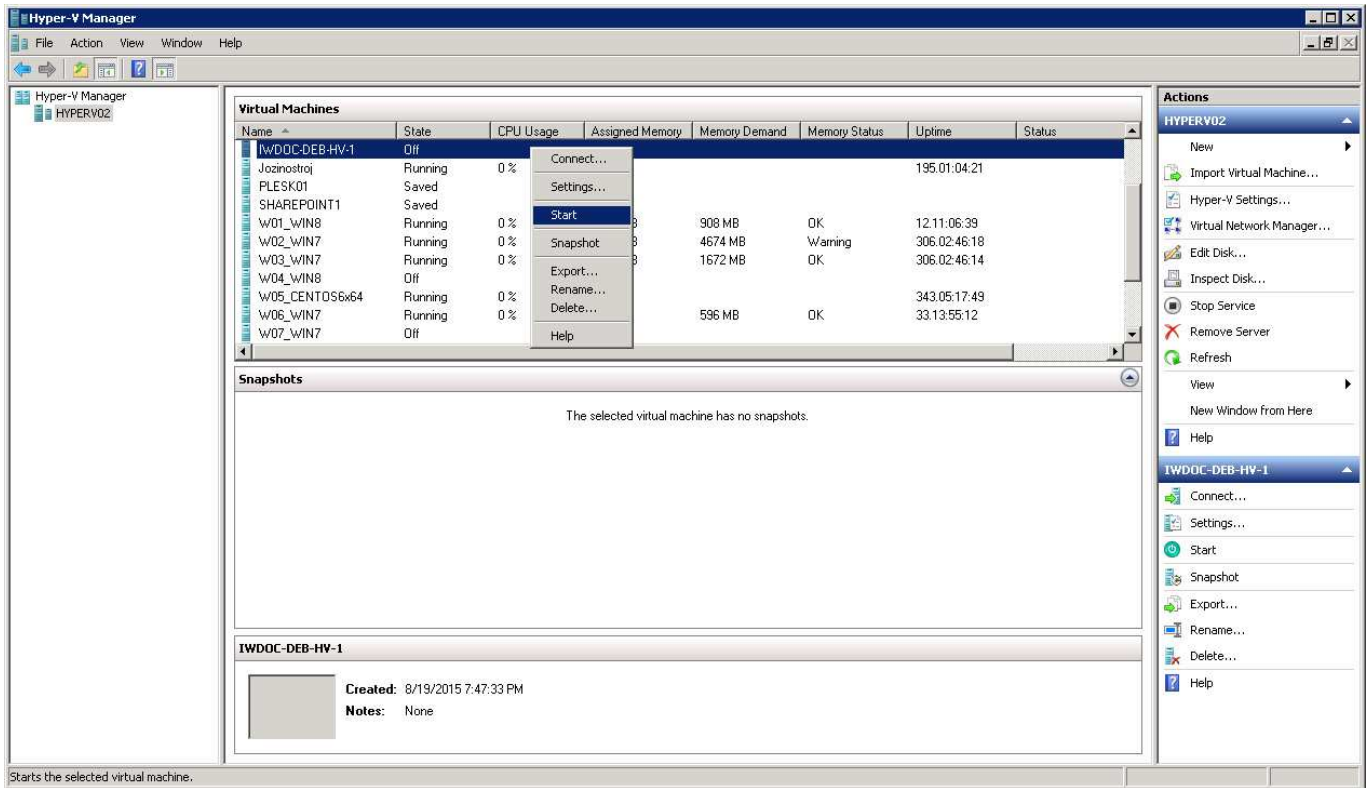 Hyper-V Manager
File Action View Window Help
Hyper-V Manager
HYPERV02
Virtual Machines
Name State CPU Usage Assigned Memory Memory Demand Memory Status Uptime Status
IWDOC-DEB-HV-1 Off
Jozinostroj Running 0 % 195.01:04:21
PLESK01 Saved
SHAREPOINT1 Saved
W01_WIN8 Running 0 % 908 MB OK 12.11:06:39
W02_WIN7 Running 0 % 4674 MB Warning 306.02:46:18
W03_WIN7 Running 0 % 1672 MB OK 306.02:46:14
W04_WIN8 Off
W05_CENTOS6x64 Running 0 % 343.05:17:49
W06_WIN7 Running 0 % 596 MB OK 33.13:55:12
W07_WIN7 Off
Connect...
Settings...
Start
Snapshot
Export...
Rename...
Delete...
Help
Snapshots
The selected virtual machine has no snapshots.
IWDOC-DEB-HV-1
Created: 8/19/2015 7:47:33 PM
Notes: None
Actions
HYPERV02
New
Import Virtual Machine...
Hyper-V Settings...
Virtual Network Manager...
Edit Disk...
Inspect Disk...
Stop Service
Remove Server
Refresh
View
New Window from Here
Help
IWDOC-DEB-HV-1
Connect...
Settings...
Start
Snapshot
Export...
Rename...
Delete...
Help
Starts the selected virtual machine.